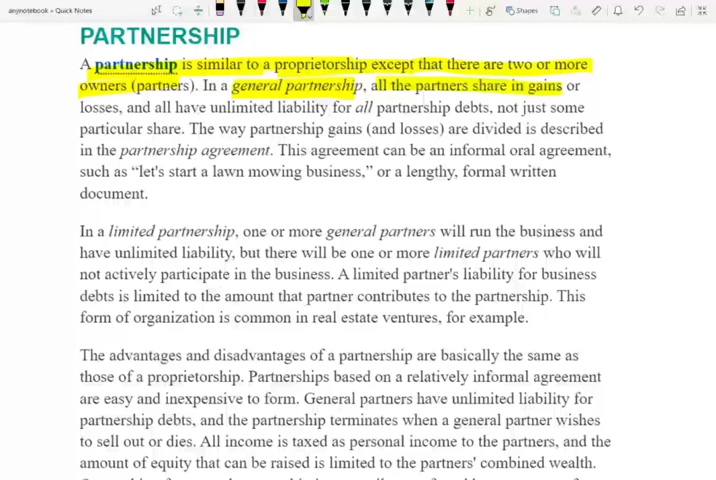 anynotebook » Quick Notes
Shapes
PARTNERSHIP
A partnership is similar to a proprietorship except that there are two or more
owners (partners). In a general partnership, all the partners share in gains or
losses, and all have unlimited liability for all partnership debts, not just some
particular share. The way partnership gains (and losses) are divided is described
in the partnership agreement. This agreement can be an informal oral agreement,
such as “let's start a lawn mowing business,” or a lengthy, formal written
document.
In a limited partnership, one or more general partners will run the business and
have unlimited liability, but there will be one or more limited partners who will
not actively participate in the business. A limited partner's liability for business
debts is limited to the amount that partner contributes to the partnership. This
form of organization is common in real estate ventures, for example.
The advantages and disadvantages of a partnership are basically the same as
those of a proprietorship. Partnerships based on a relatively informal agreement
are easy and inexpensive to form. General partners have unlimited liability for
partnership debts, and the partnership terminates when a general partner wishes
to sell out or dies. All income is taxed as personal income to the partners, and the
amount of equity that can be raised is limited to the partners' combined wealth.